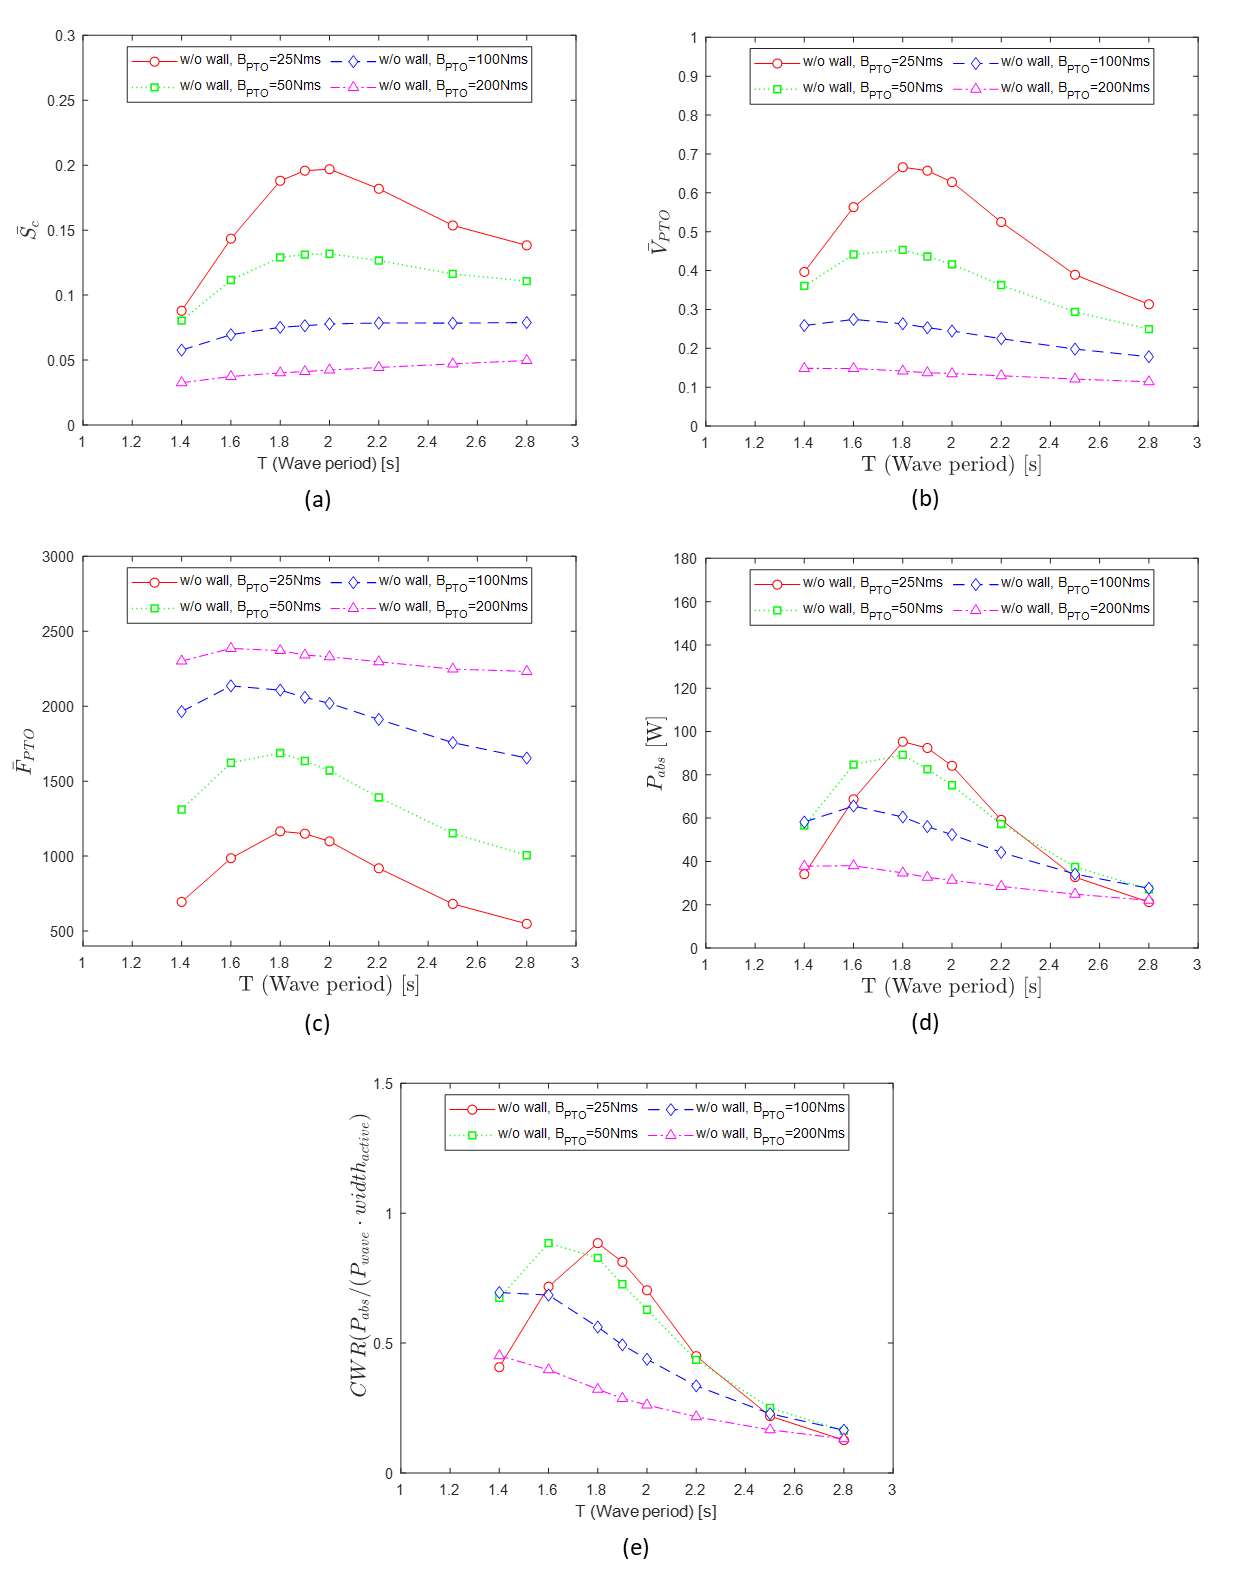 0.3
0.25
0.2
0.15
0.1
0.05
0
S̄c
w/o wall, BPTO=25Nms
w/o wall, BPTO=100Nms
w/o wall, BPTO=50Nms
w/o wall, BPTO=200Nms
1 1.2 1.4 1.6 1.8 2 2.2 2.4 2.6 2.8 3
T (Wave period) [s]
(a)
1
0.9
0.8
0.7
0.6
0.5
0.4
0.3
0.2
0.1
0
V̄PTO
w/o wall, BPTO=25Nms
w/o wall, BPTO=100Nms
w/o wall, BPTO=50Nms
w/o wall, BPTO=200Nms
1 1.2 1.4 1.6 1.8 2 2.2 2.4 2.6 2.8 3
T (Wave period) [s]
(b)
3000
2500
2000
1500
1000
500
F̄PTO
w/o wall, BPTO=25Nms
w/o wall, BPTO=100Nms
w/o wall, BPTO=50Nms
w/o wall, BPTO=200Nms
1 1.2 1.4 1.6 1.8 2 2.2 2.4 2.6 2.8 3
T (Wave period) [s]
(c)
180
160
140
120
100
80
60
40
20
0
Pabs [W]
w/o wall, BPTO=25Nms
w/o wall, BPTO=100Nms
w/o wall, BPTO=50Nms
w/o wall, BPTO=200Nms
1 1.2 1.4 1.6 1.8 2 2.2 2.4 2.6 2.8 3
T (Wave period) [s]
(d)
1.5
1
0.5
0
CWR(Pabs/(Pwave · widthactive)
w/o wall, BPTO=25Nms
w/o wall, BPTO=100Nms
w/o wall, BPTO=50Nms
w/o wall, BPTO=200Nms
1 1.2 1.4 1.6 1.8 2 2.2 2.4 2.6 2.8 3
T (Wave period) [s]
(e)